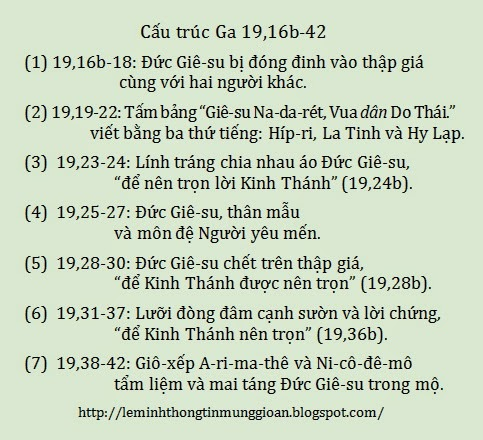 Cấu trúc Ga 19,16b-42
(1) 19,16b-18: Đức Giê-su bị đóng đinh vào thập giá
cùng với hai người khác.
(2) 19,19-22: Tấm bảng “Giê-su Na-da-rét, Vua dân Do Thái.”
viết bằng ba thứ tiếng: Híp-ri, La Tinh và Hy Lạp.
(3) 19,23-24: Lính tráng chia nhau áo Đức Giê-su,
“để nên trọn lời Kinh Thánh” (19,24b).
(4) 19,25-27: Đức Giê-su, thân mẫu
và môn đệ Người yêu mến.
(5) 19,28-30: Đức Giê-su chết trên thập giá,
“để Kinh Thánh được nên trọn” (19,28b).
(6) 19,31-37: Lưỡi đòng đâm cạnh sườn và lời chứng,
“để Kinh Thánh nên trọn” (19,36b).
(7) 19,38-42: Giô-xếp A-ri-ma-thê và Ni-cô-đê-mô
tẩm liệm và mai táng Đức Giê-su trong mộ.
http://leminhthongtinmunggioan.blogspot.com/